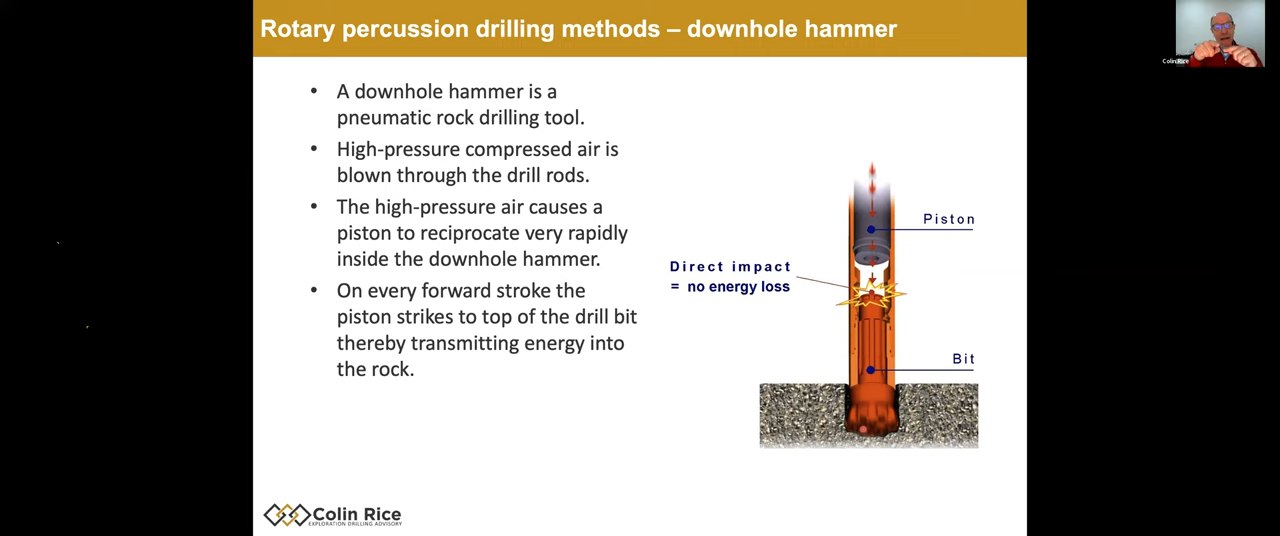 Rotary percussion drilling methods – downhole hammer
Colin Rice
• A downhole hammer is a
pneumatic rock drilling tool.
• High-pressure compressed air is
blown through the drill rods.
• The high-pressure air causes a
piston to reciprocate very rapidly
inside the downhole hammer.
• On every forward stroke the
piston strikes to top of the drill bit
thereby transmitting energy into
the rock.
Piston
Direct impact
= no energy loss
Bit
Colin Rice
EXPLORATION DRILLING ADVISORY